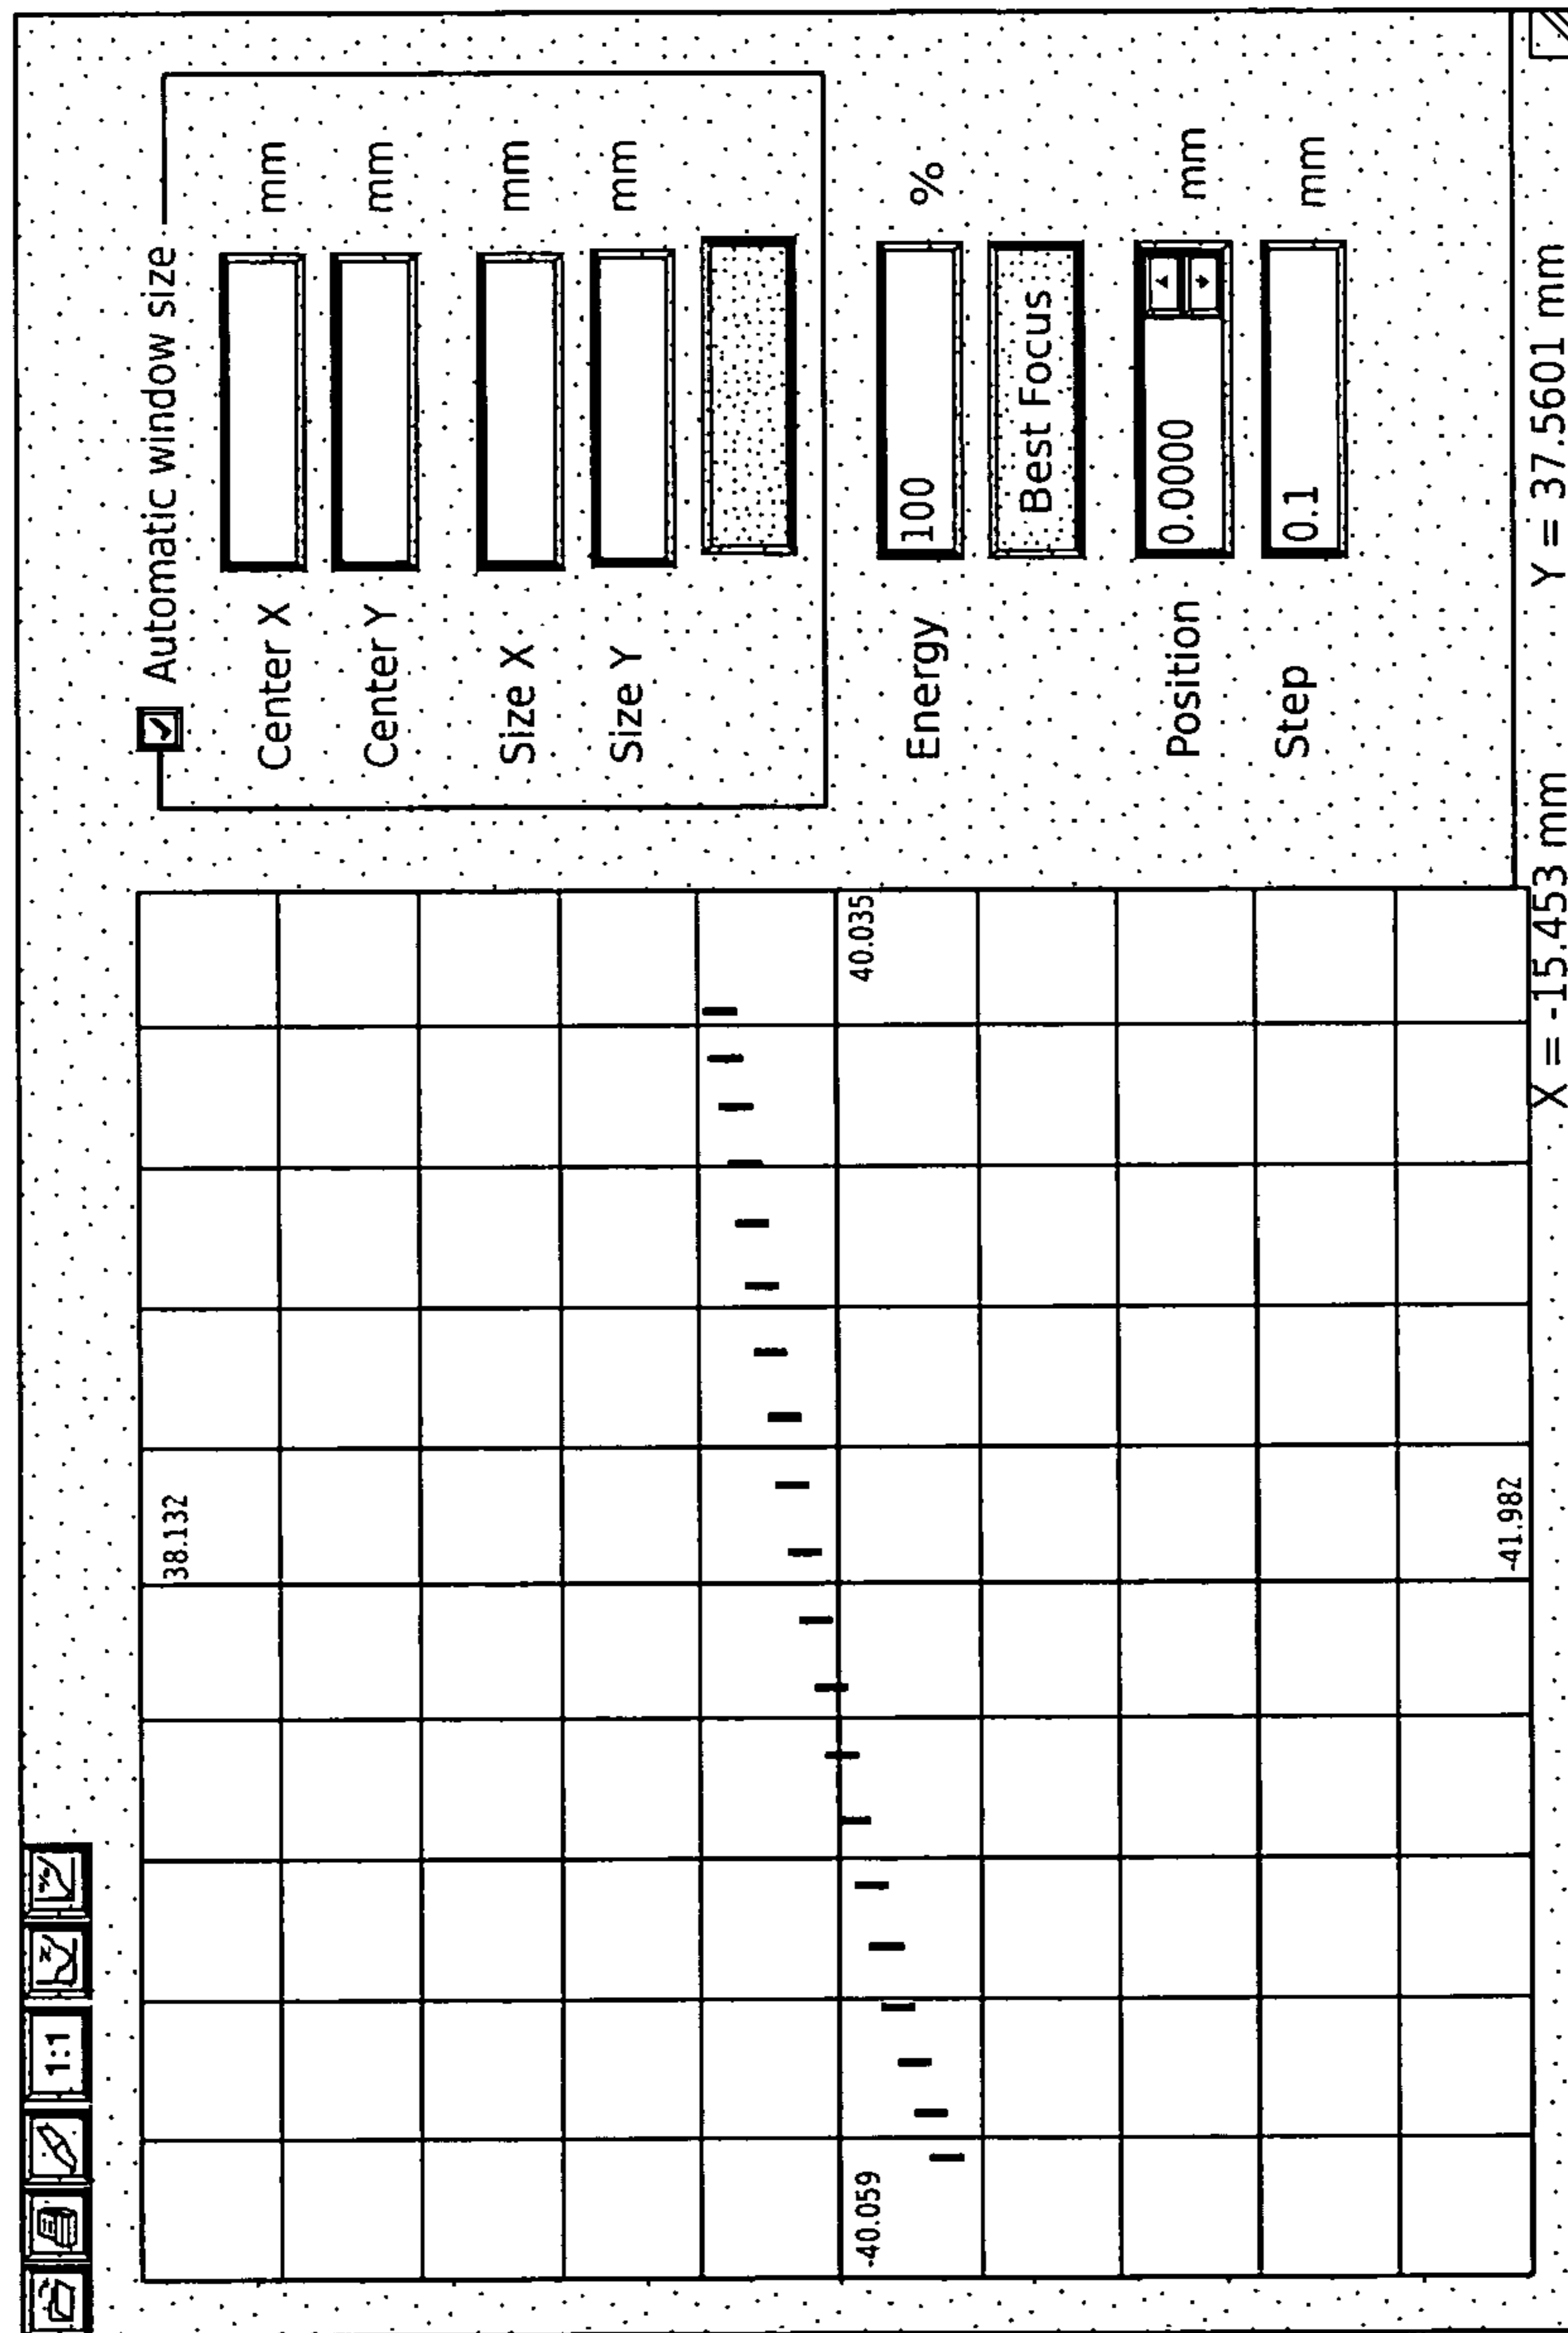 1:1
38.132
-40.059
40.035
-41.982
Automatic window size
Center X mm
Center Y mm
Size X mm
Size Y mm
Energy 100 %
Best Focus
Position 0.0000 mm
Step 0.1 mm
X = -15.453 mm Y = 37.5601 mm